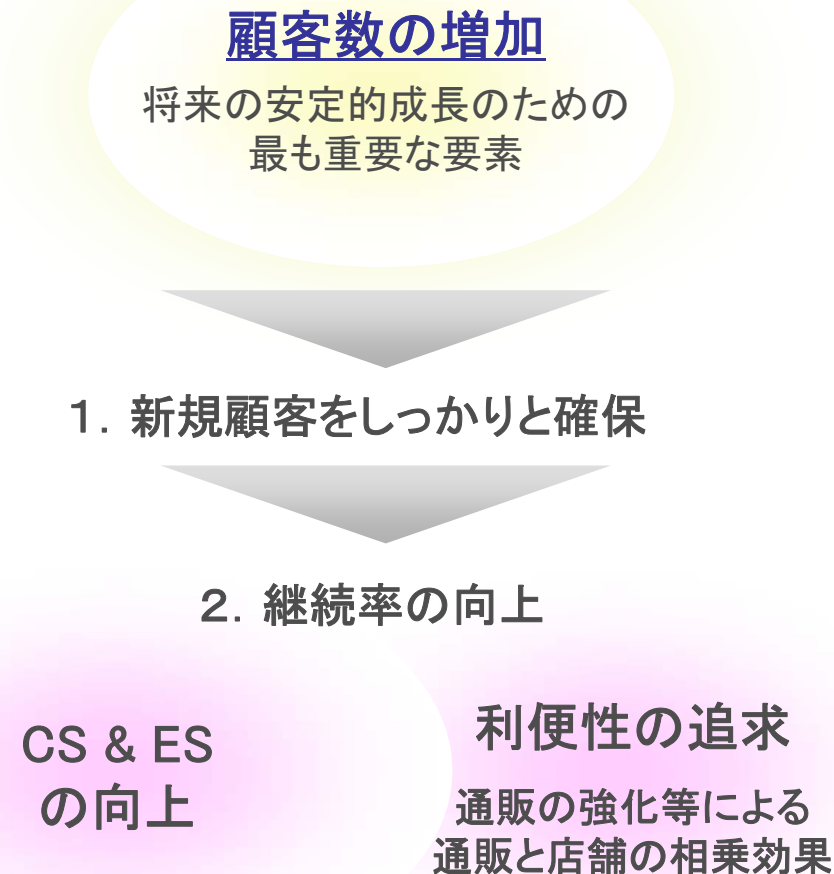 顧客数の増加
将来の安定的成長のための
最も重要な要素
１．新規顧客をしっかりと確保
２．継続率の向上
CS & ES
の向上
利便性の追求
通販の強化等による
通販と店舗の相乗効果